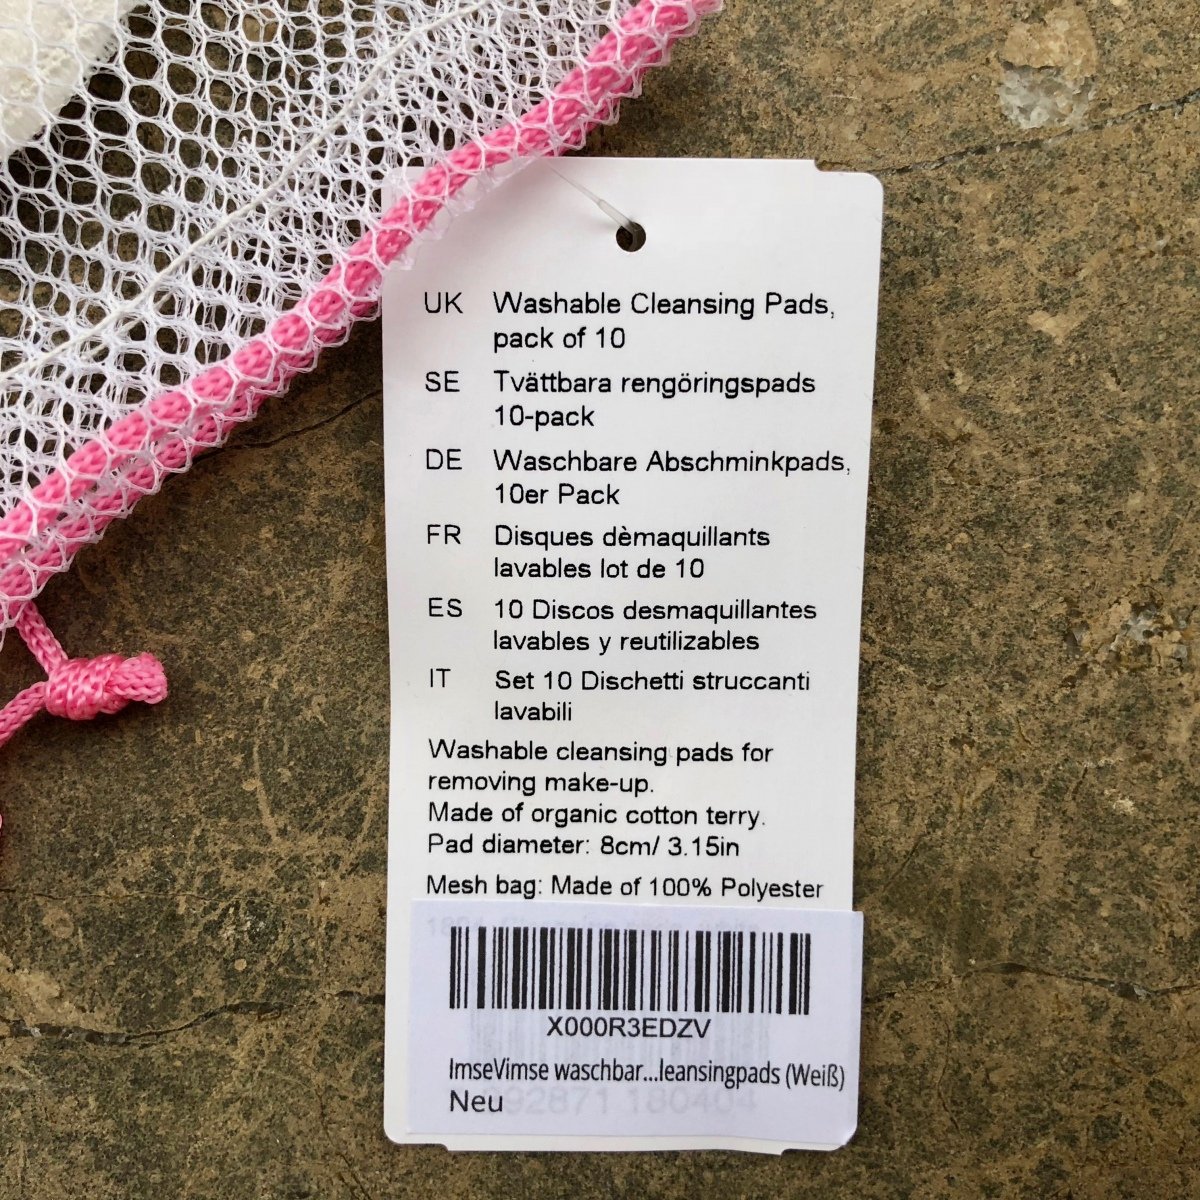 UK Washable Cleansing Pads,
pack of 10
SE Tvättbara rengöringspads
10-pack
DE Waschbare Abschminkpads,
10er Pack
FR Disques dèmaquillants
lavables lot de 10
ES 10 Discos desmaquillantes
lavables y reutilizables
IT Set 10 Dischetti struccanti
lavabili
Washable cleansing pads for
removing make-up.
Made of organic cotton terry.
Pad diameter: 8cm/ 3.15in
Mesh bag: Made of 100% Polyester
X000R3EDZV
ImseVimse waschbar...leansingpads (Weiß)
Neu
92871 180404